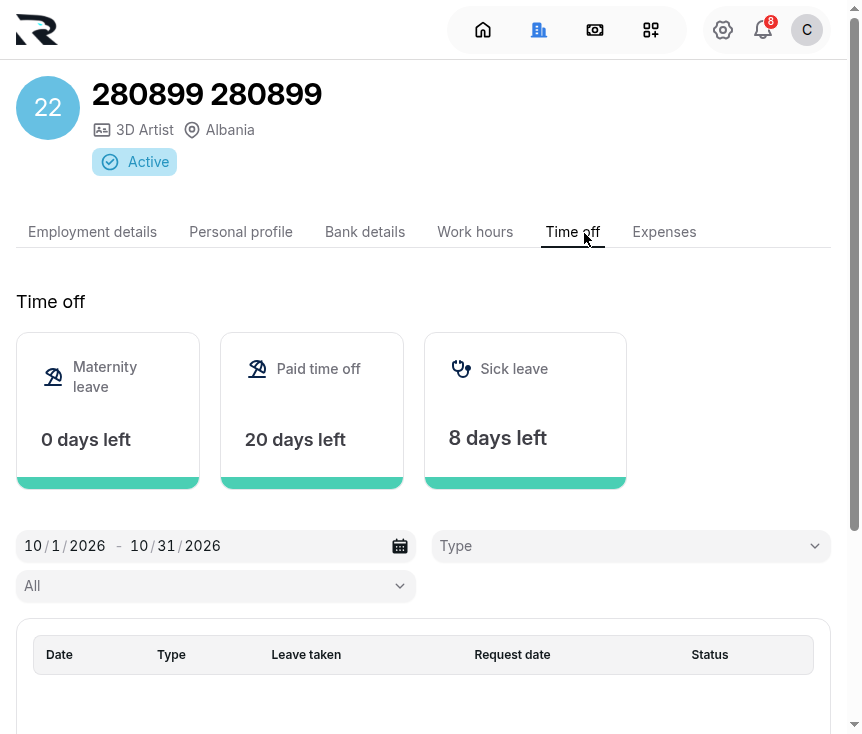 8
C
22
280899 280899
3D Artist Albania
Active
Employment details Personal profile Bank details Work hours Time off Expenses
Time off
Maternity leave
0 days left
Paid time off
20 days left
Sick leave
8 days left
10/1/2026 - 10/31/2026
Type
All
Date Type Leave taken Request date Status